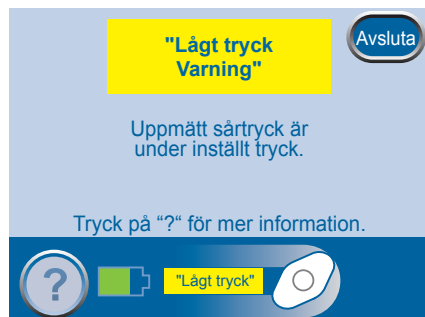 "Lågt tryck
Varning"
Avsluta
Uppmätt sårtryck är
under inställt tryck.
Tryck på “?“ för mer information.
?
"Lågt tryck"